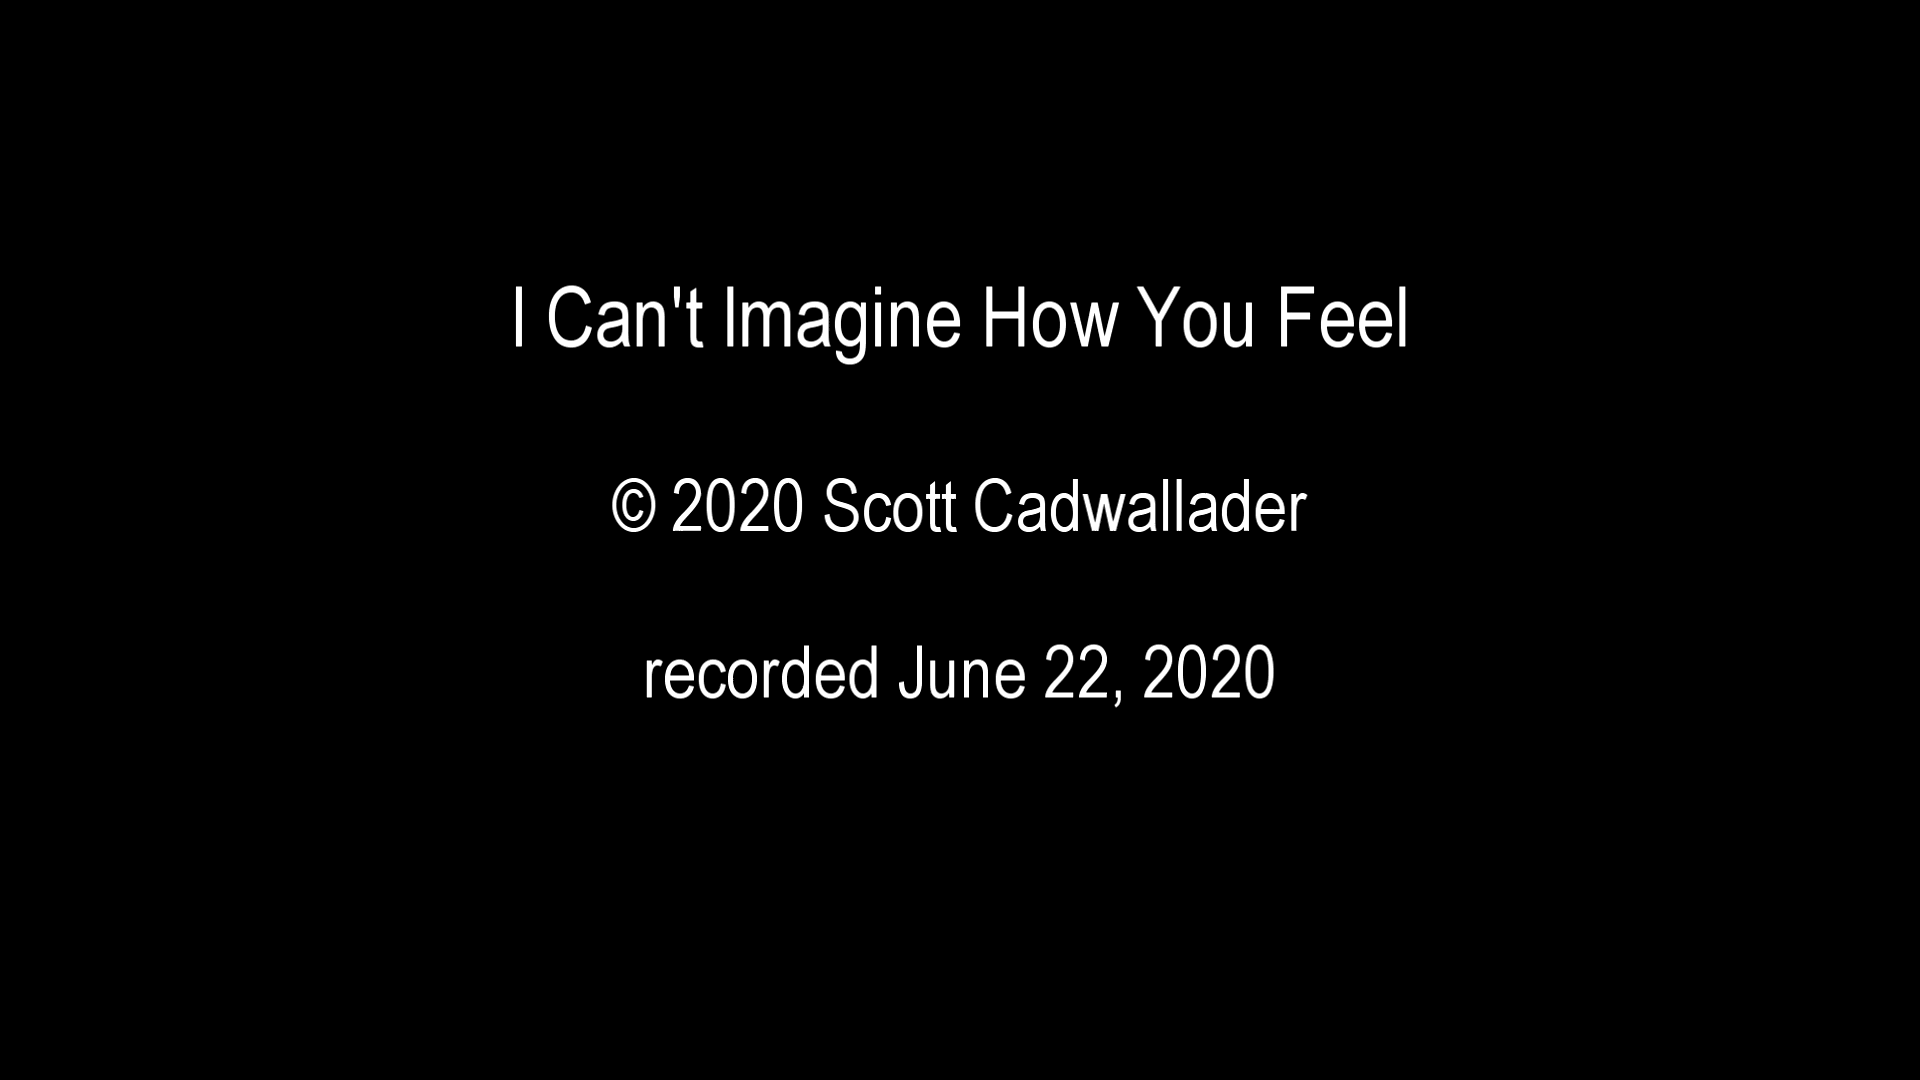 I Can't Imagine How You Feel
© 2020 Scott Cadwallader
recorded June 22, 2020